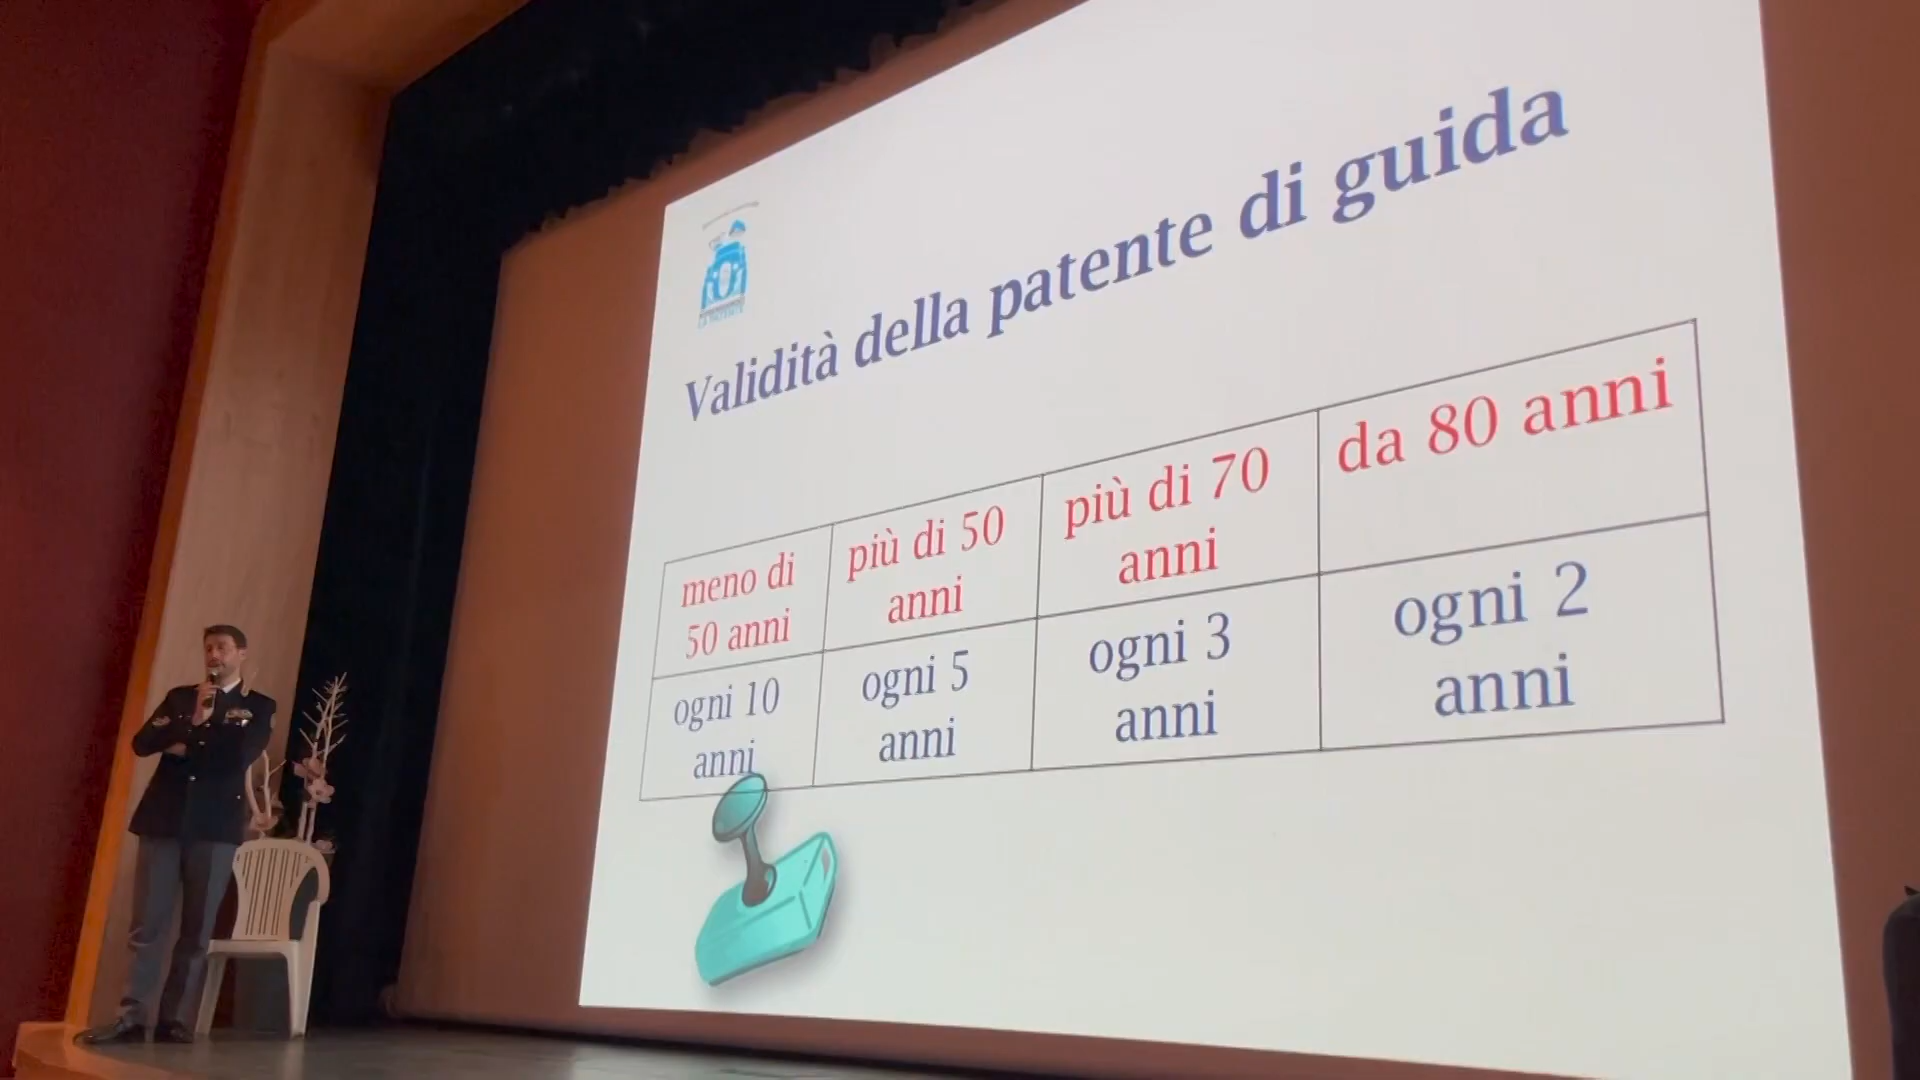 Validità della patente di guida
meno di
50 anni
più di 50
anni
più di 70
anni
da 80 anni
ogni 10
anni
ogni 5
anni
ogni 3
anni
ogni 2
anni